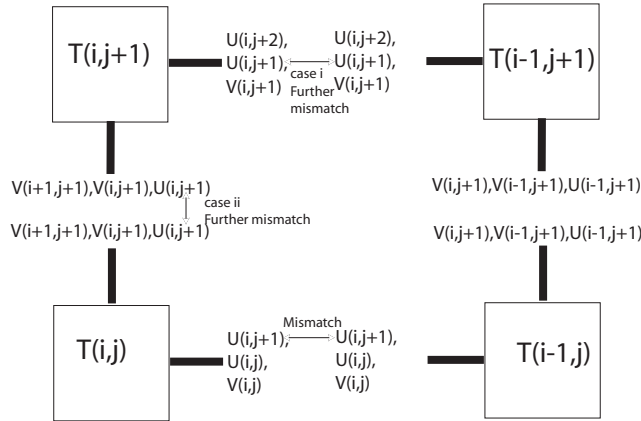 T(i,j+1)
U(i,j+2),
U(i,j+1),
V(i,j+1)
case i
Further
mismatch
U(i,j+2),
U(i,j+1),
V(i,j+1)
T(i-1,j+1)
V(i+1,j+1),V(i,j+1),U(i,j+1)
case ii
Further mismatch
V(i+1,j+1),V(i,j+1),U(i,j+1)
V(i,j+1),V(i-1,j+1),U(i-1,j+1)
V(i,j+1),V(i-1,j+1),U(i-1,j+1)
T(i,j)
U(i,j+1),
U(i,j),
V(i,j)
Mismatch
U(i,j+1),
U(i,j),
V(i,j)
T(i-1,j)